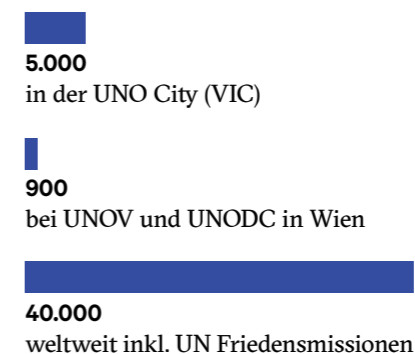 5.000
in der UNO City (VIC)
900
bei UNOV und UNODC in Wien
40.000
weltweit inkl. UN Friedensmissionen